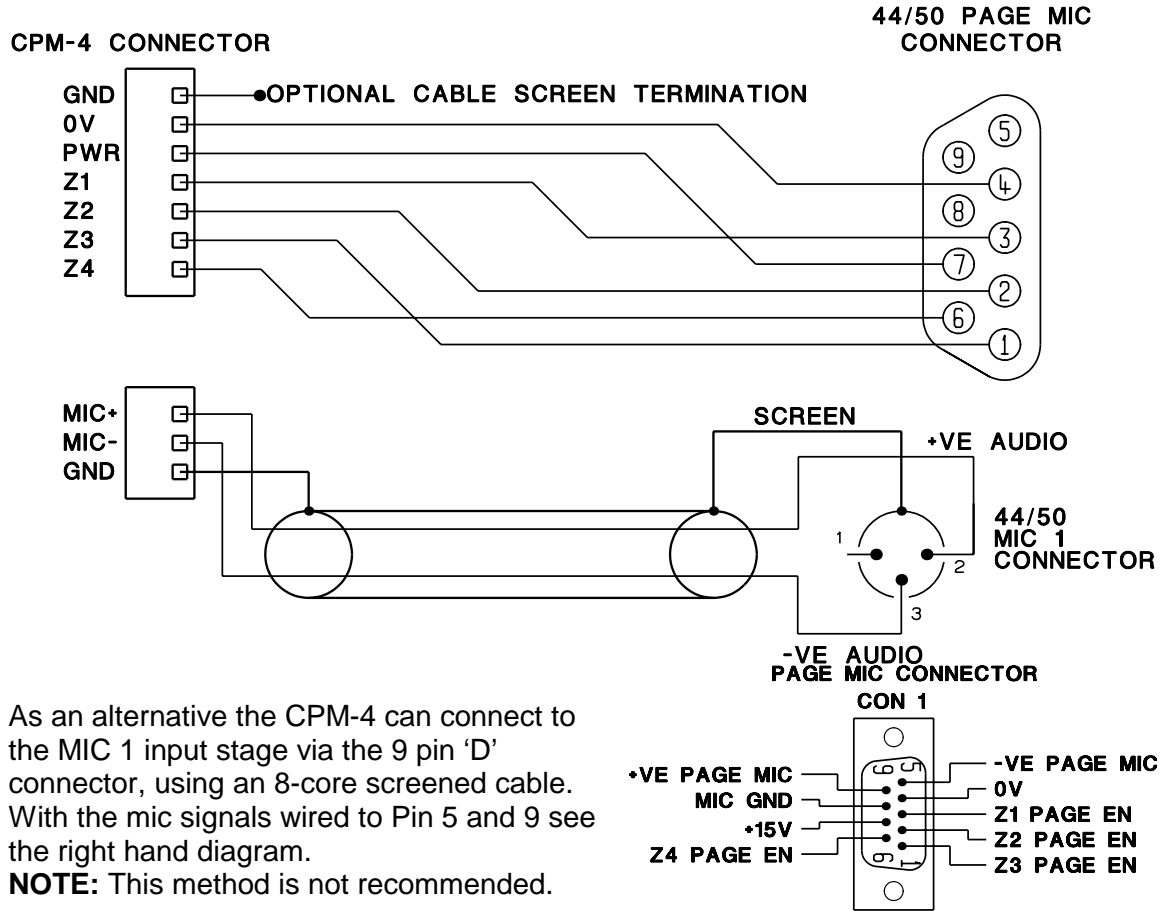 44/50 PAGE MIC
CONNECTOR
CPM-4 CONNECTOR
GND
OPTIONAL CABLE SCREEN TERMINATION
0V
PWR
Z1
Z2
Z3
Z4
5
9
4
8
3
7
2
6
1
MIC+
MIC-
GND
SCREEN
+VE AUDIO
44/50
MIC 1
CONNECTOR
1
2
3
-VE AUDIO
PAGE MIC CONNECTOR
CON 1
As an alternative the CPM-4 can connect to
the MIC 1 input stage via the 9 pin ‘D’
connector, using an 8-core screened cable.
With the mic signals wired to Pin 5 and 9 see
the right hand diagram.
NOTE: This method is not recommended.
+VE PAGE MIC
MIC GND
+15V
Z4 PAGE EN
9
5
6
1
-VE PAGE MIC
0V
Z1 PAGE EN
Z2 PAGE EN
Z3 PAGE EN